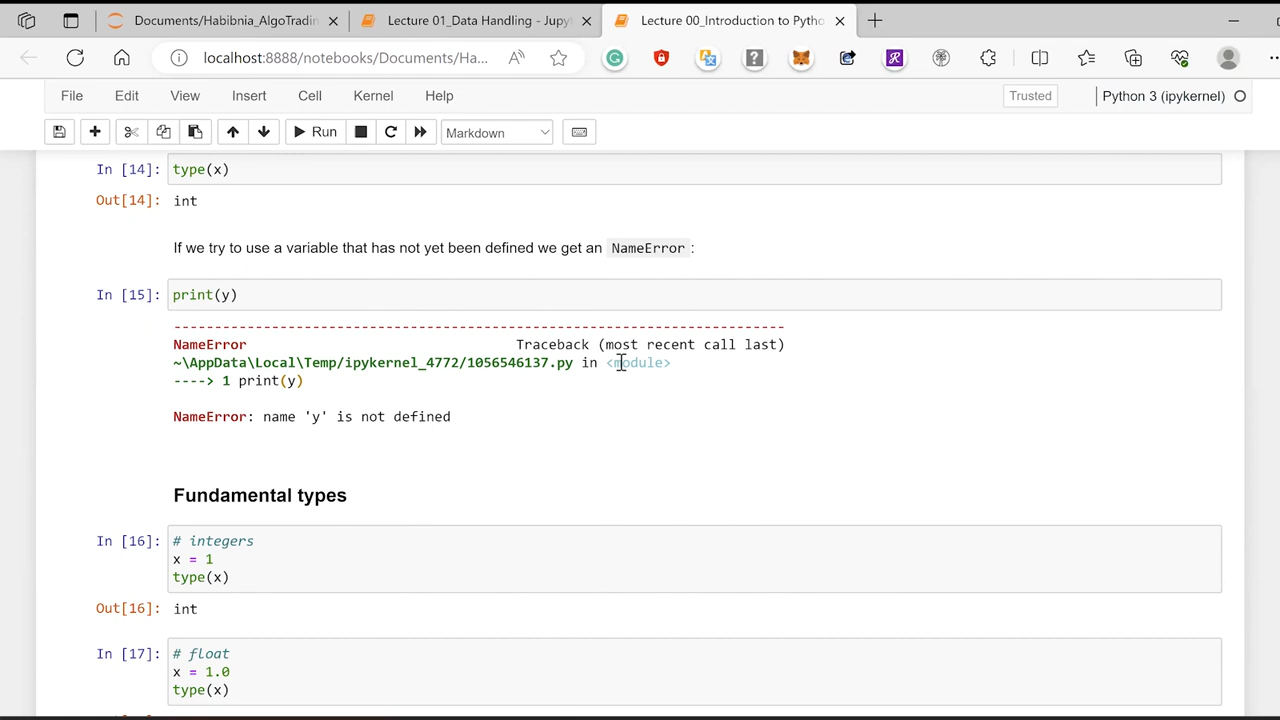 Documents/Habibnia_AlgoTradin
Lecture 01_Data Handling - Jupyt
Lecture 00_Introduction to Pytho
localhost:8888/notebooks/Documents/Ha...
File Edit View Insert Cell Kernel Help
Trusted
Python 3 (ipykernel)
Run
Markdown
In [14]: type(x)
Out[14]: int
If we try to use a variable that has not yet been defined we get an NameError :
In [15]: print(y)
---------------------------------------------------------------------------
NameError Traceback (most recent call last)
~\AppData\Local\Temp/ipykernel_4772/1056546137.py in <module>
----> 1 print(y)
NameError: name 'y' is not defined
Fundamental types
In [16]: # integers
x = 1
type(x)
Out[16]: int
In [17]: # float
x = 1.0
type(x)